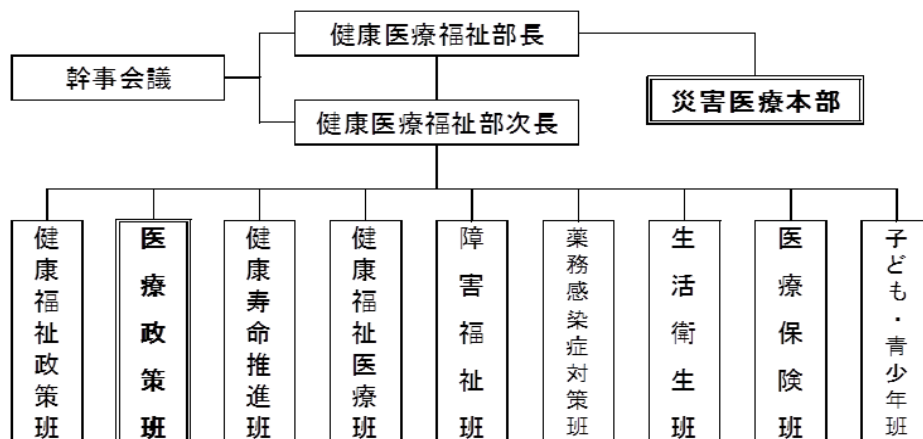 健康医療福祉部長
幹事会議
災害医療本部
健康医療福祉部次長
健康福祉政策班
医療政策班
健康寿命推進班
健康福祉医療班
障害福祉班
薬務感染症対策班
生活衛生班
医療保険班
子ども・青少年班